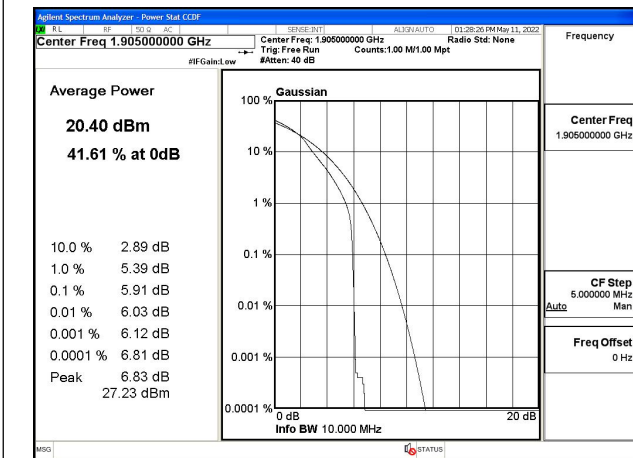 Agilent Spectrum Analyzer - Power Stat CCDF
RL RF 50 Ω AC SENSE:INT ALIGN AUTO 01:28:26 PM May 11, 2022
Center Freq 1.905000000 GHz
Center Freq: 1.905000000 GHz Radio Std: None
Trig: Free Run Counts:1.00 M/1.00 Mpt
#IFGain:Low #Atten: 40 dB
Frequency
Average Power
20.40 dBm
41.61 % at 0dB
10.0 % 2.89 dB
1.0 % 5.39 dB
0.1 % 5.91 dB
0.01 % 6.03 dB
0.001 % 6.12 dB
0.0001 % 6.81 dB
Peak 6.83 dB
27.23 dBm
Gaussian
100 %
10 %
1 %
0.1 %
0.01 %
0.001 %
0.0001 %
0 dB 20 dB
Info BW 10.000 MHz
Center Freq
1.905000000 GHz
CF Step
5.000000 MHz
Auto Man
Freq Offset
0 Hz
MSG STATUS